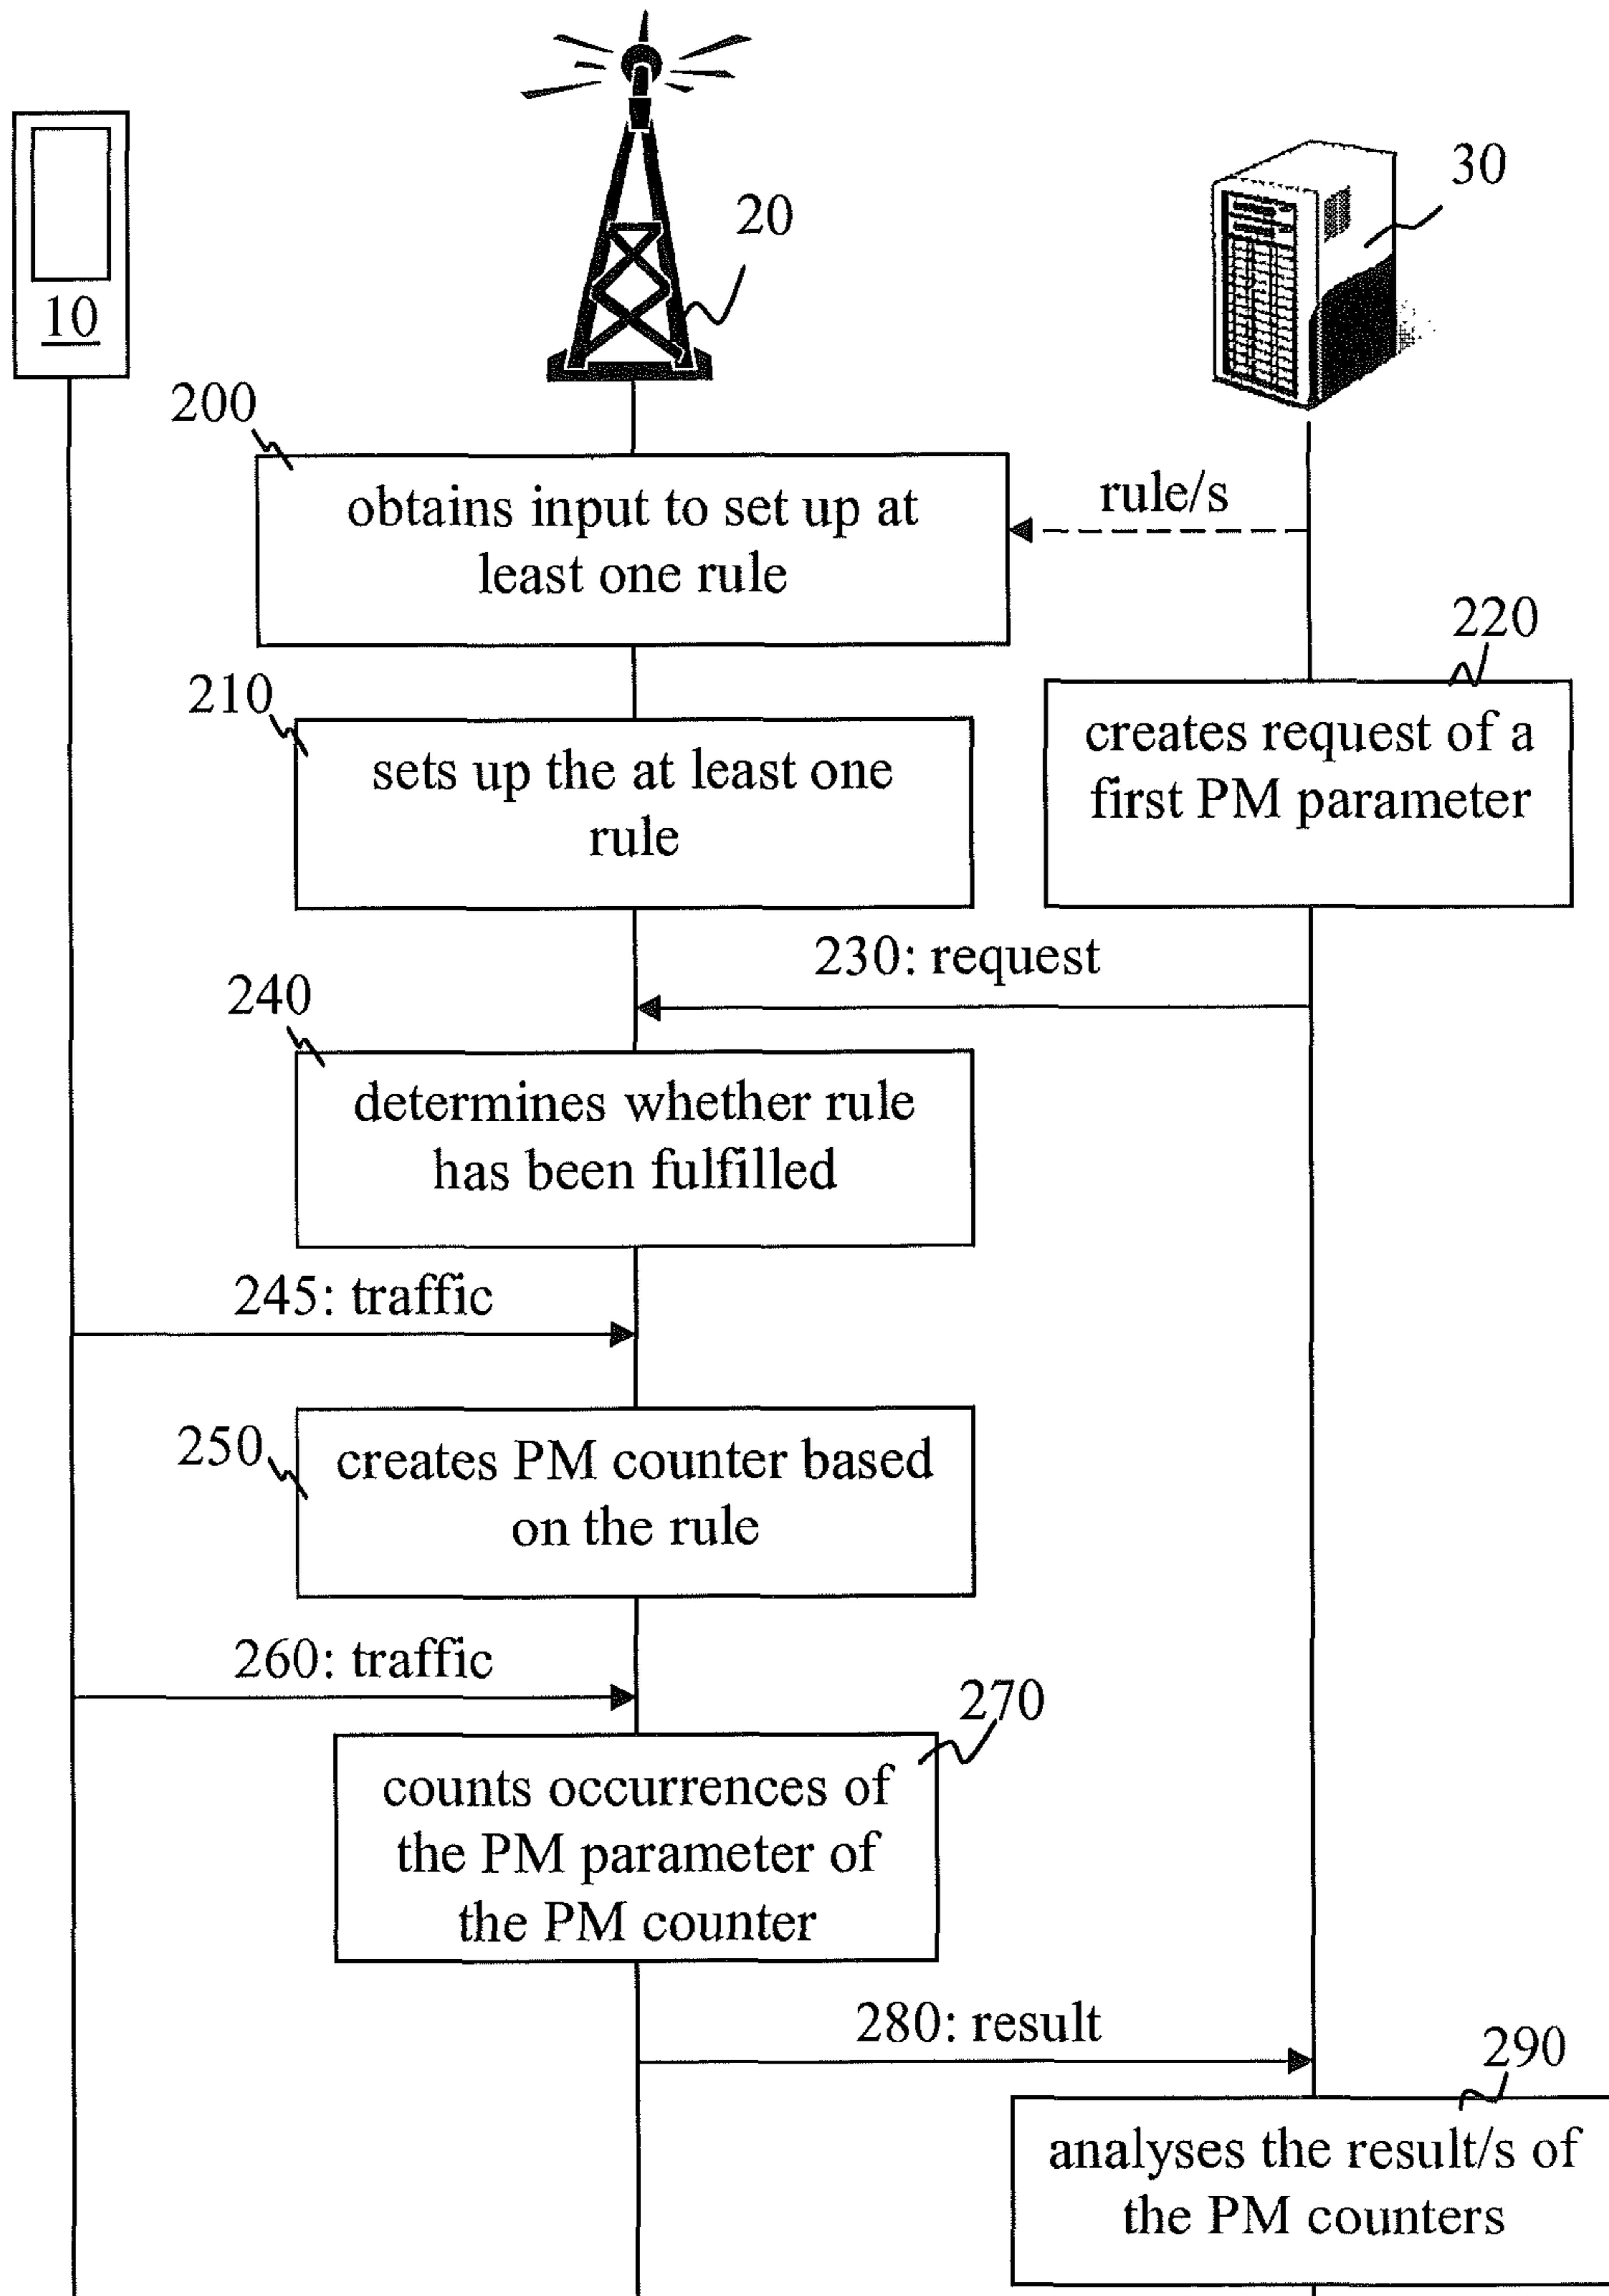 30
20
10
200
obtains input to set up at
least one rule
rule/s
220
creates request of a
first PM parameter
210
sets up the at least one
rule
230: request
240
determines whether rule
has been fulfilled
245: traffic
250
creates PM counter based
on the rule
260: traffic
270
counts occurrences of
the PM parameter of
the PM counter
280: result
290
analyses the result/s of
the PM counters